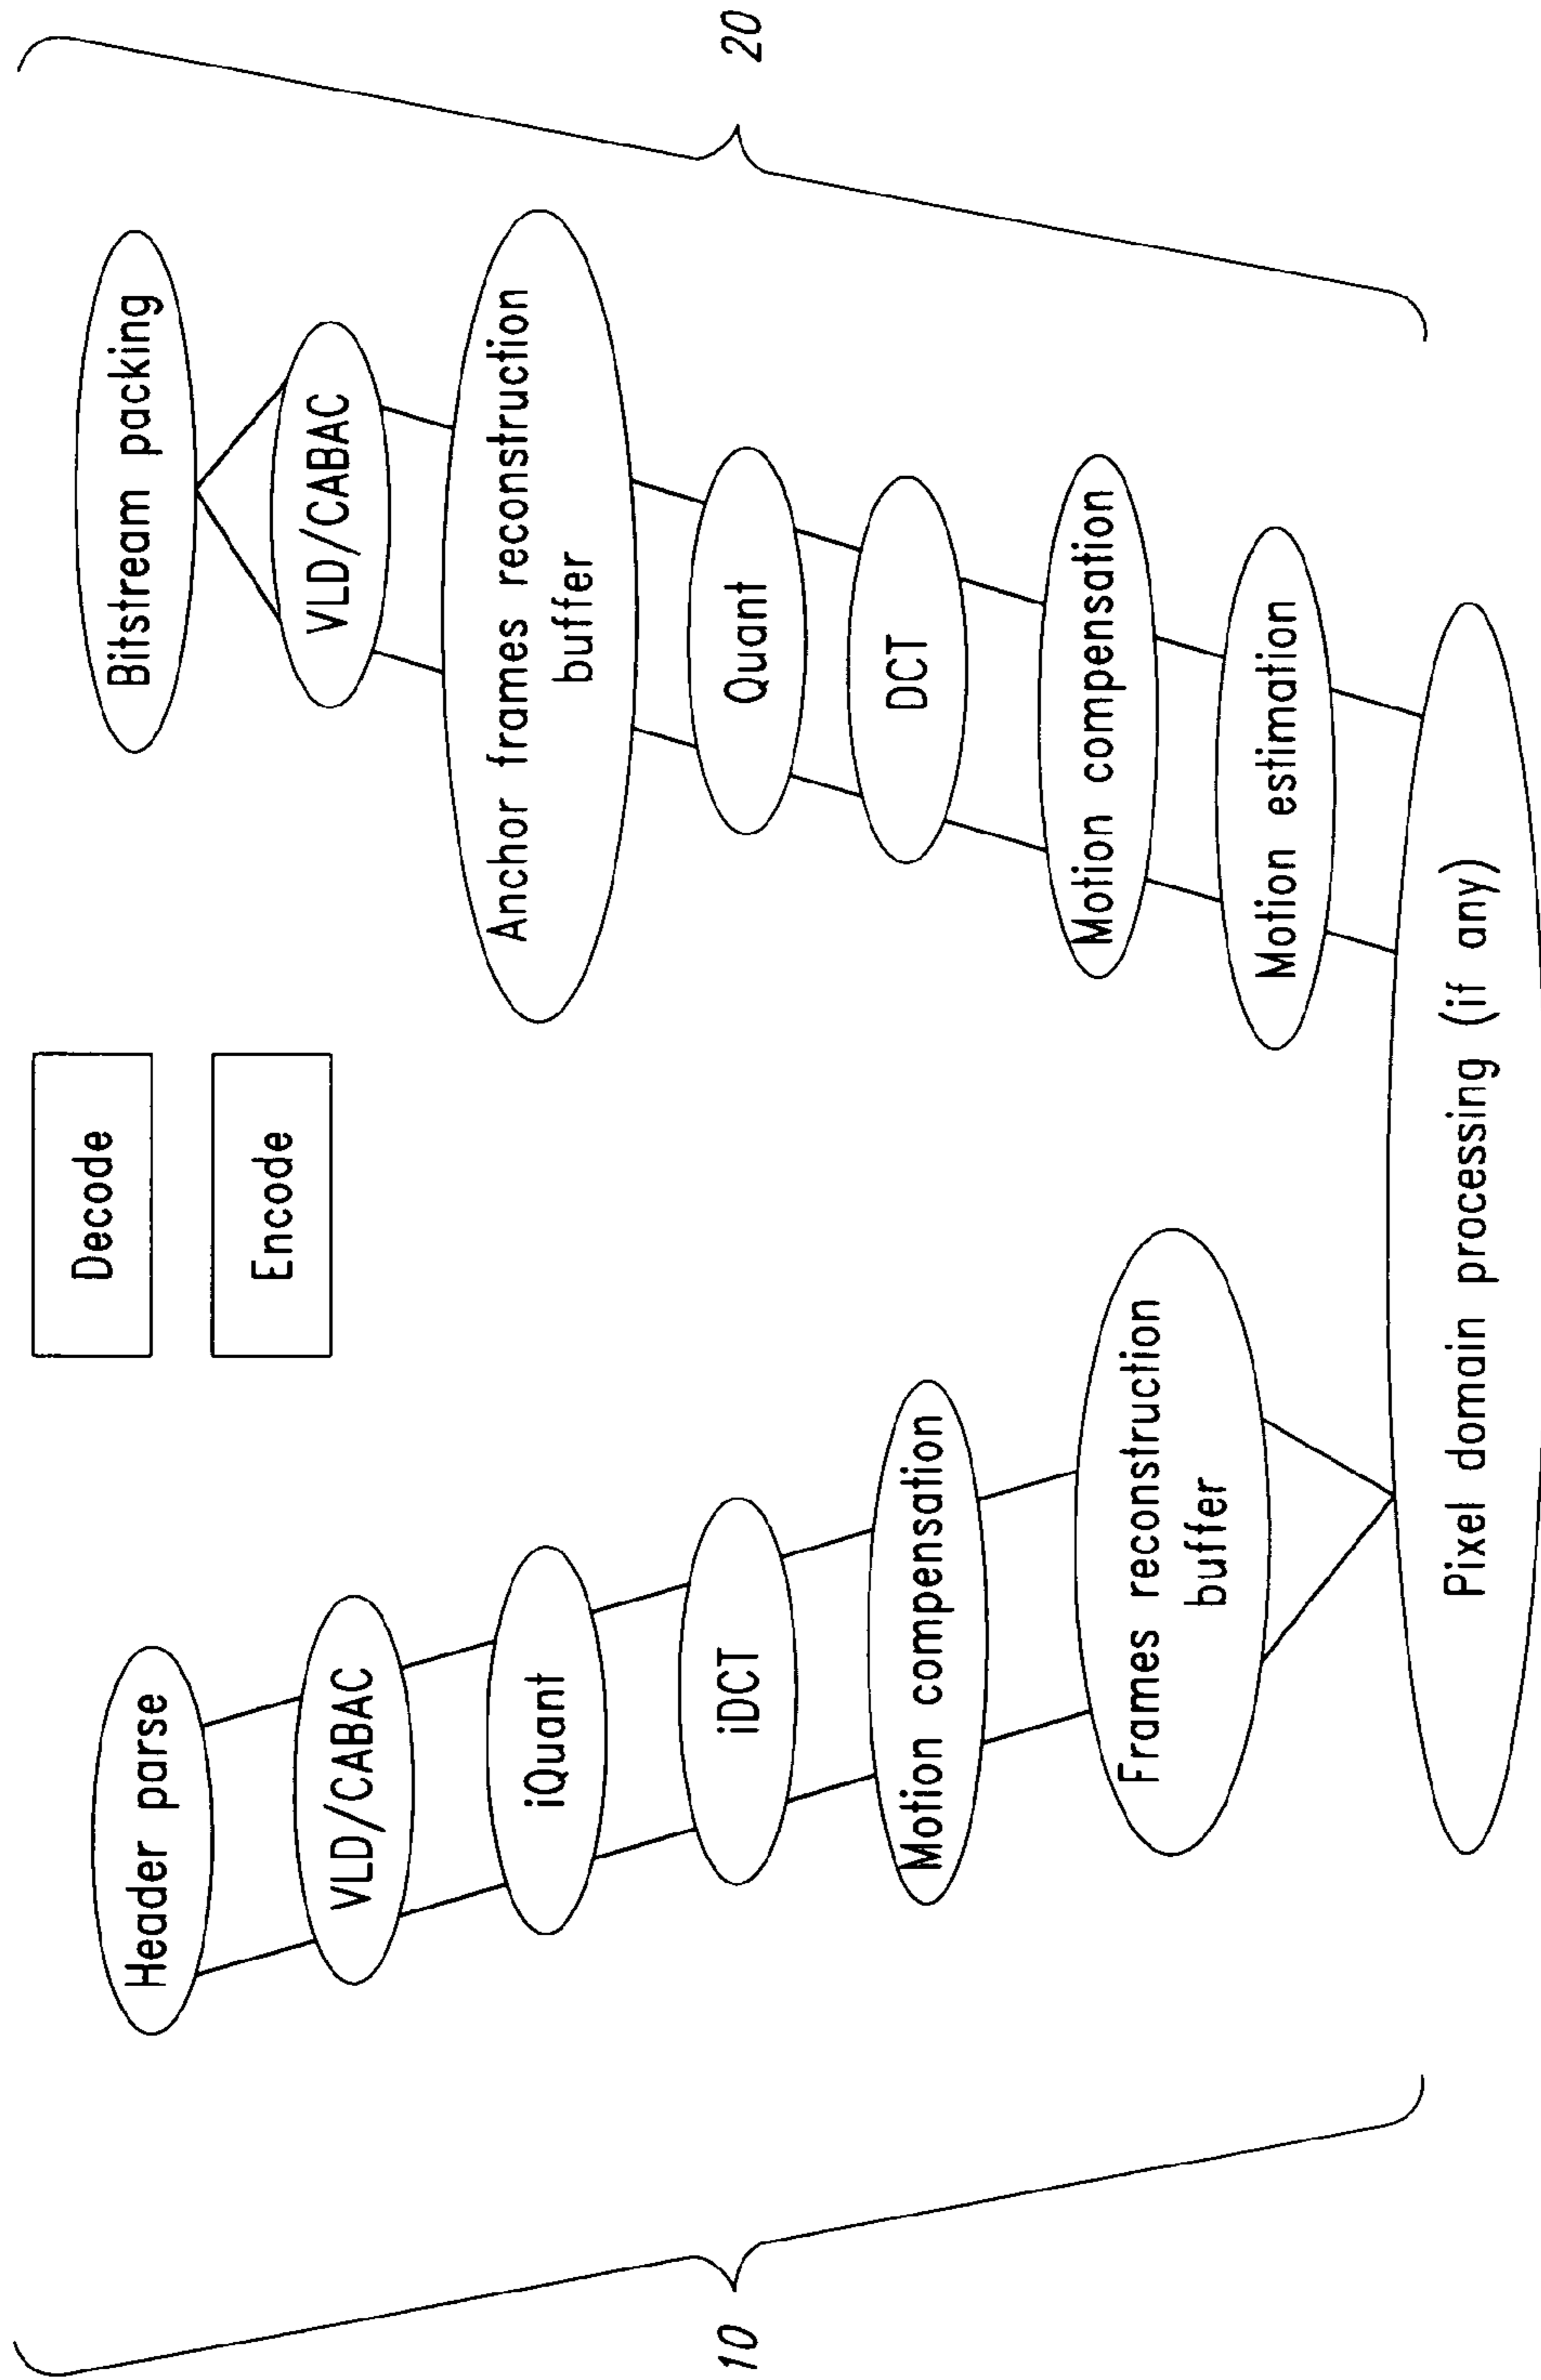 Decode
Encode
10
Header parse
VLD/CABAC
iQuant
iDCT
Motion compensation
Frames reconstruction
buffer
Pixel domain processing (if any)
20
Bitstream packing
VLD/CABAC
Anchor frames reconstruction
buffer
Quant
DCT
Motion compensation
Motion estimation